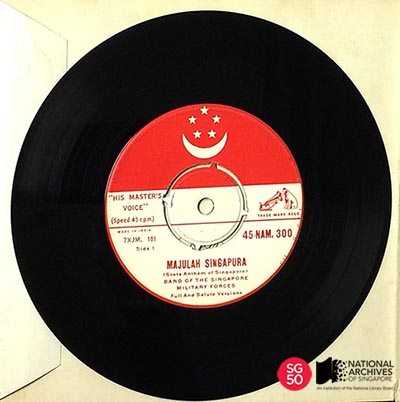 "HIS MASTER'S
VOICE"
(Speed 45 rpm)
MADE IN INDIA
7XJM. 101
Side 1
TRADE MARK REGD.
45-NAM. 300
MAJULAH SINGAPURA
(State Anthem of Singapore)
BAND OF THE SINGAPORE
MILITARY FORCES
Full And Salute Versions
SG
50
NATIONAL
ARCHIVES
OF SINGAPORE
An institution of the National Library Board